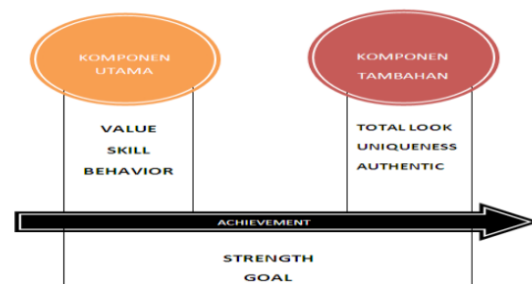 KOMPONEN
UTAMA
KOMPONEN
TAMBAHAN
VALUE
SKILL
BEHAVIOR
TOTAL LOOK
UNIQUENESS
AUTHENTIC
ACHIEVEMENT
STRENGTH
GOAL